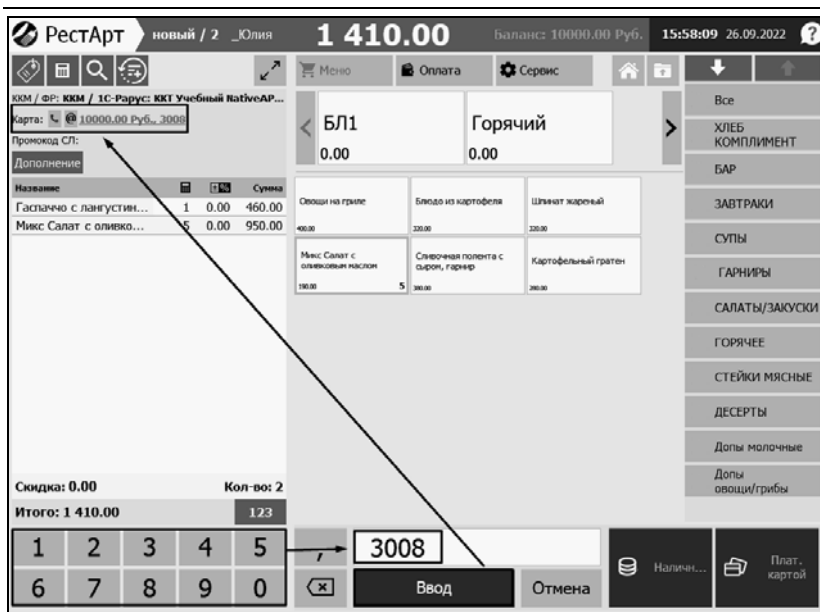 РестАрт новый / 2 _Юлия 1 410.00 Баланс: 10000.00 Руб. 15:58:09 26.09.2022 ?
Меню Оплата Сервис
ККМ / ФР: ККМ / 1С-Рарус: ККТ Учебный NativeAP...
Карта: @ 10000.00 Руб., 3008
Промокод СЛ:
Дополнение
Название Сумма
Гаспаччо с лангустин... 1 0.00 460.00
Микс Салат с оливко... 5 0.00 950.00
Скидка: 0.00 Кол-во: 2
Итого: 1 410.00 123
1 2 3 4 5
6 7 8 9 0
БЛ1 Горячий
0.00 0.00
Овощи на гриле Блюдо из картофеля Шпинат жареный
400.00 220.00 220.00
Микс Салат с оливковым маслом Сливочная полента с сыром, гарнир Картофельный гратен
190.00 5 380.00 280.00
, 3008
Ввод Отмена
Наличн... Плат. картой
Все
ХЛЕБ
КОМПЛИМЕНТ
БАР
ЗАВТРАКИ
СУПЫ
ГАРНИРЫ
САЛАТЫ/ЗАКУСКИ
ГОРЯЧЕЕ
СТЕЙКИ МЯСНЫЕ
ДЕСЕРТЫ
Допы молочные
Допы
овощи/грибы